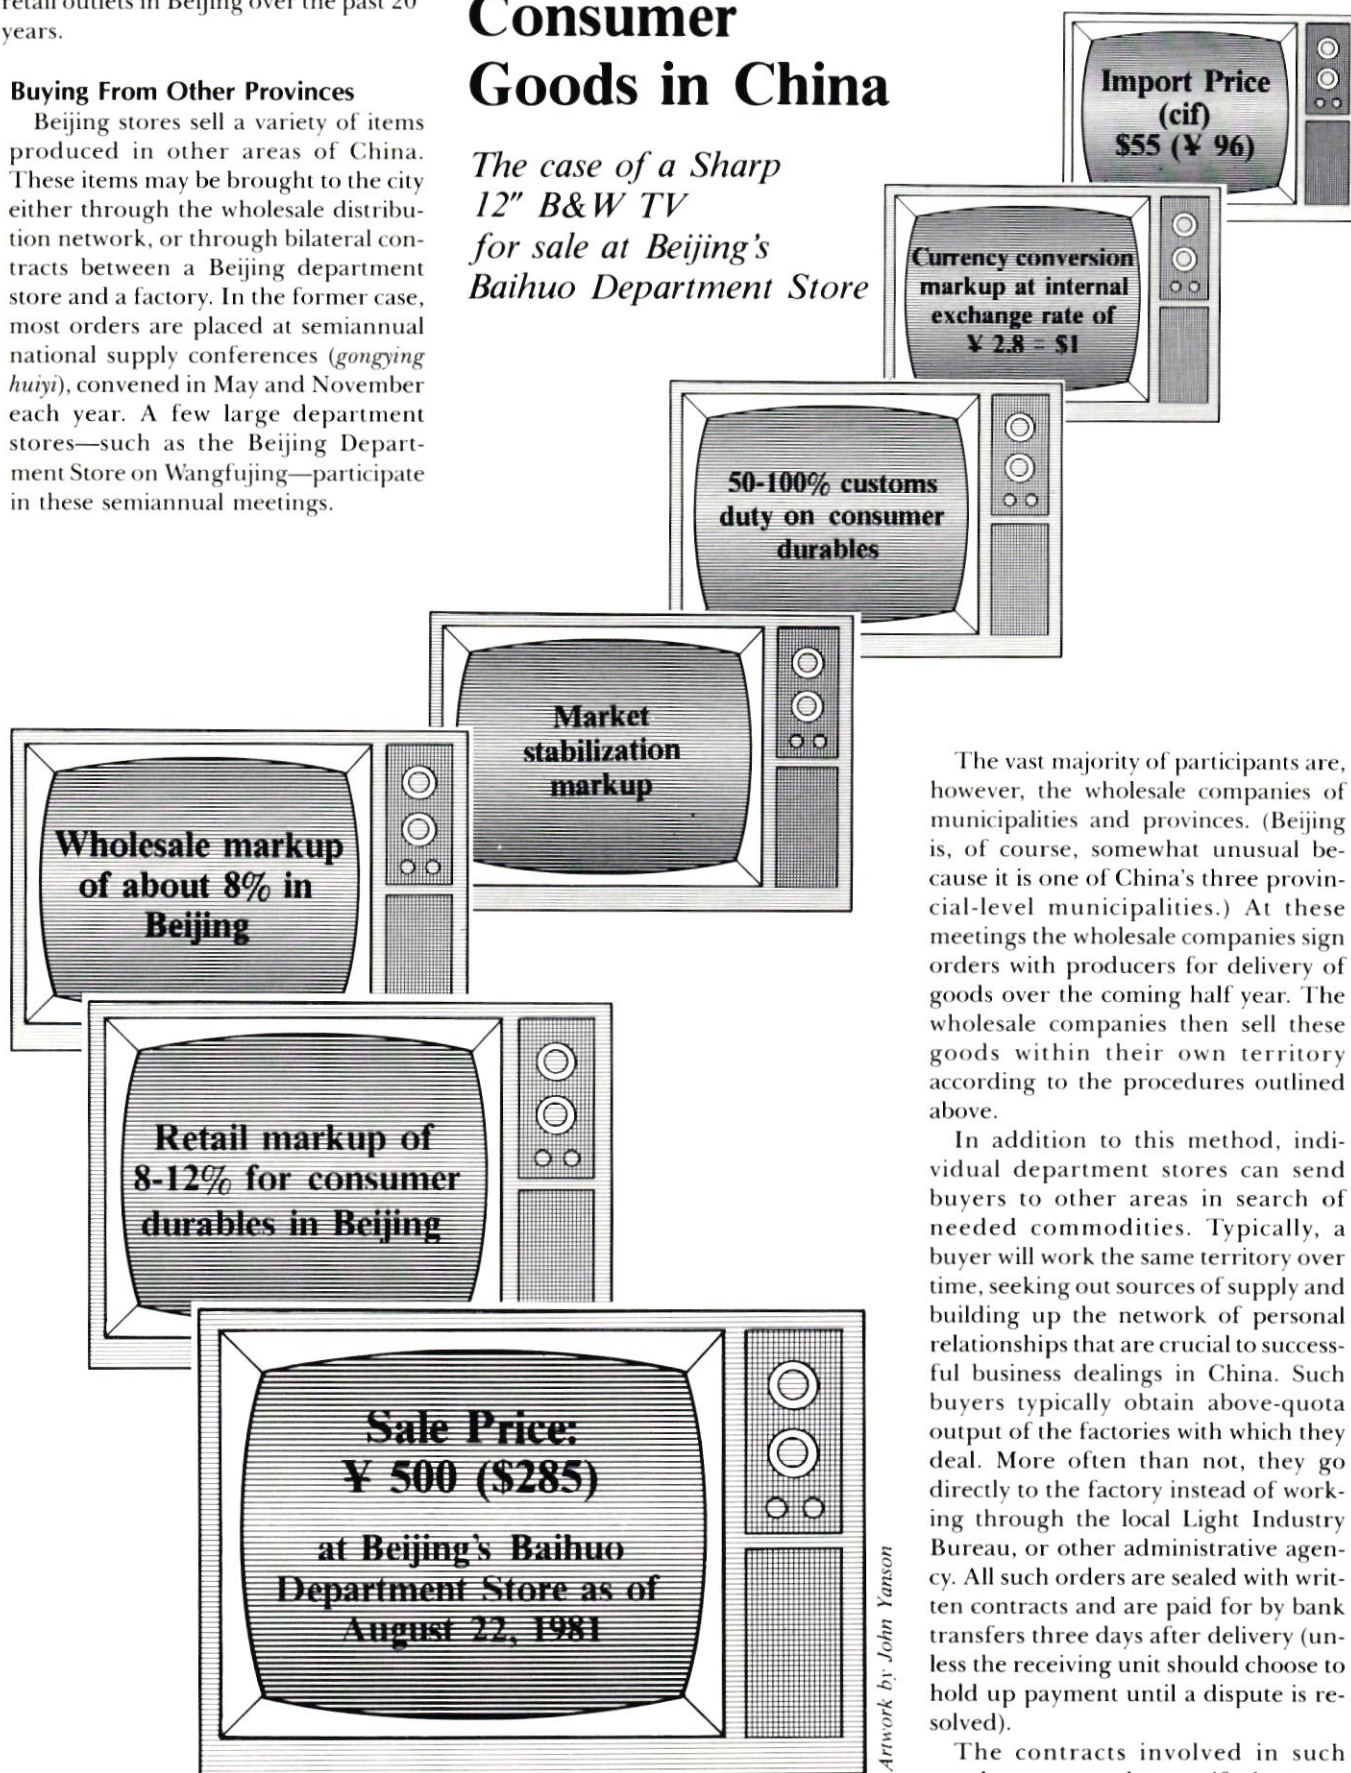 retail outlets in Beijing over the past 20
years.
Buying From Other Provinces
Beijing stores sell a variety of items
produced in other areas of China.
These items may be brought to the city
either through the wholesale distribu-
tion network, or through bilateral con-
tracts between a Beijing department
store and a factory. In the former case,
most orders are placed at semiannual
national supply conferences (gongying
huiyi), convened in May and November
each year. A few large department
stores—such as the Beijing Depart-
ment Store on Wangfujing—participate
in these semiannual meetings.
Consumer
Goods in China
The case of a Sharp
12" B&W TV
for sale at Beijing's
Baihuo Department Store
Import Price
(cif)
$55 (¥ 96)
Currency conversion
markup at internal
exchange rate of
¥ 2.8 = $1
50-100% customs
duty on consumer
durables
Market
stabilization
markup
Wholesale markup
of about 8% in
Beijing
Retail markup of
8-12% for consumer
durables in Beijing
Sale Price:
¥ 500 ($285)
at Beijing's Baihuo
Department Store as of
August 22, 1981
Artwork by John Yanson
The vast majority of participants are,
however, the wholesale companies of
municipalities and provinces. (Beijing
is, of course, somewhat unusual be-
cause it is one of China's three provin-
cial-level municipalities.) At these
meetings the wholesale companies sign
orders with producers for delivery of
goods over the coming half year. The
wholesale companies then sell these
goods within their own territory
according to the procedures outlined
above.
In addition to this method, indi-
vidual department stores can send
buyers to other areas in search of
needed commodities. Typically, a
buyer will work the same territory over
time, seeking out sources of supply and
building up the network of personal
relationships that are crucial to success-
ful business dealings in China. Such
buyers typically obtain above-quota
output of the factories with which they
deal. More often than not, they go
directly to the factory instead of work-
ing through the local Light Industry
Bureau, or other administrative agen-
cy. All such orders are sealed with writ-
ten contracts and are paid for by bank
transfers three days after delivery (un-
less the receiving unit should choose to
hold up payment until a dispute is re-
solved).
The contracts involved in such